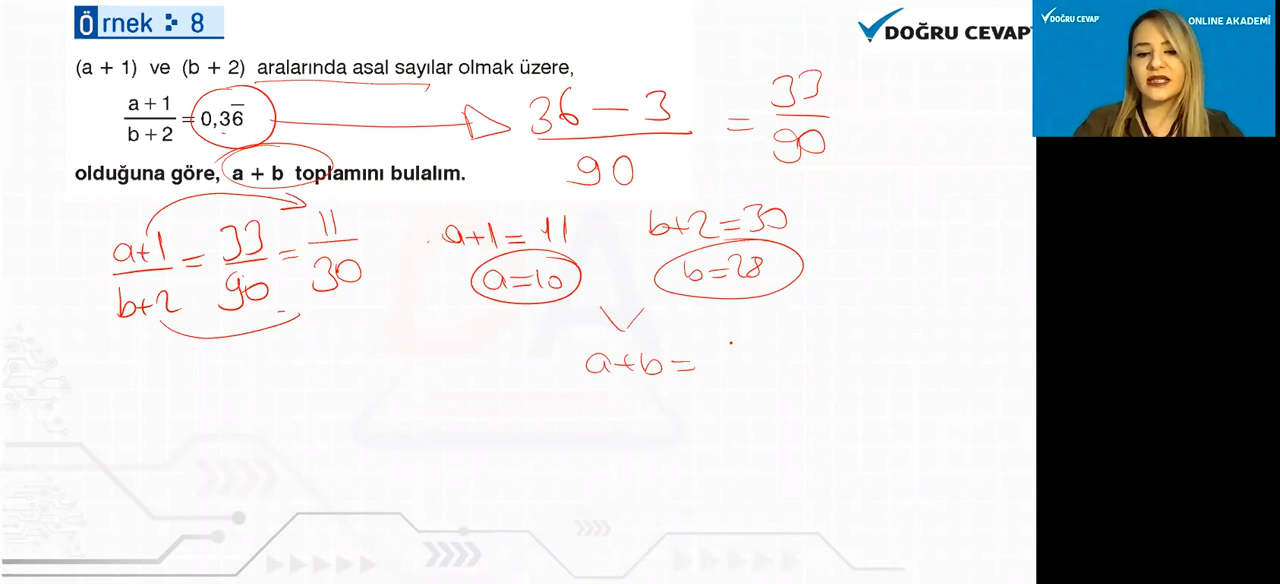 Örnek 8
DOĞRU CEVAP
DOĞRU CEVAP
ONLINE AKADEMİ
(a + 1) ve (b + 2) aralarında asal sayılar olmak üzere,
a + 1 / b + 2 = 0,36̅
36 − 3 / 90 = 33 / 90
olduğuna göre, a + b toplamını bulalım.
a+1 / b+2 = 33 / 90 = 11 / 30
a+1 = 11
a=10
b+2=30
b=28
a+b=